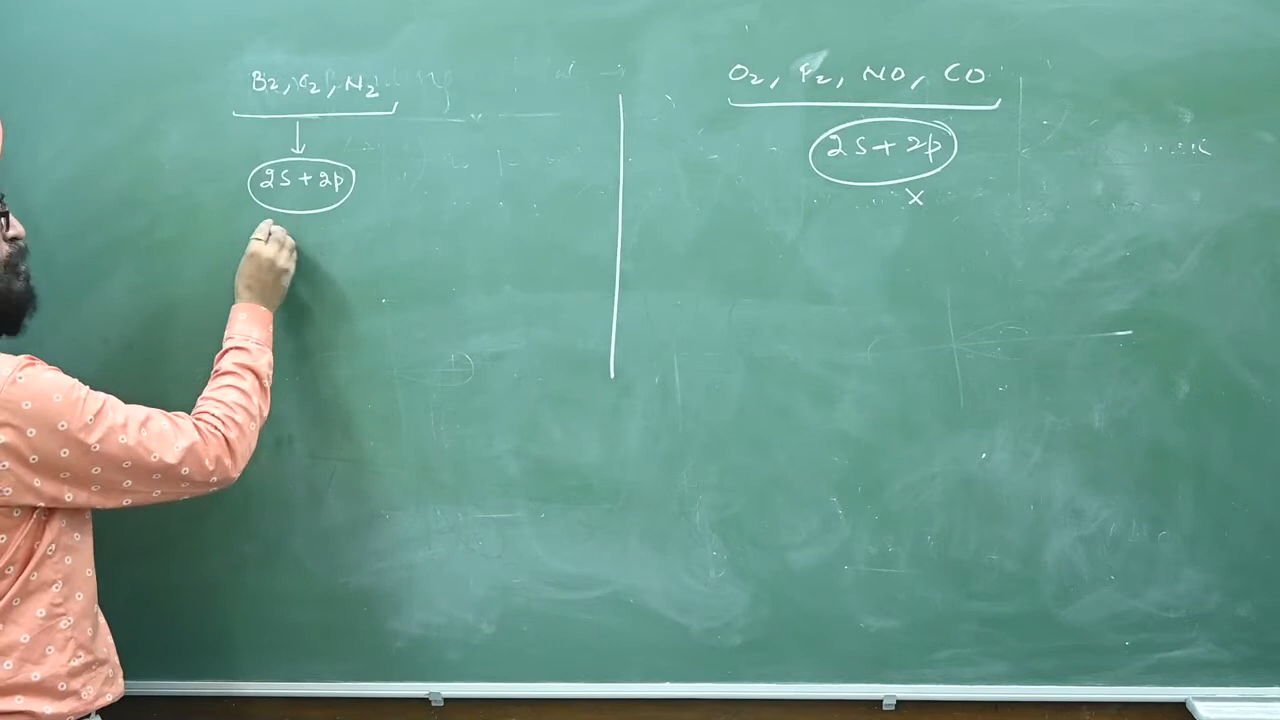 B2, C2, N2
2s + 2p
O2, F2, NO, CO
2s + 2p
x